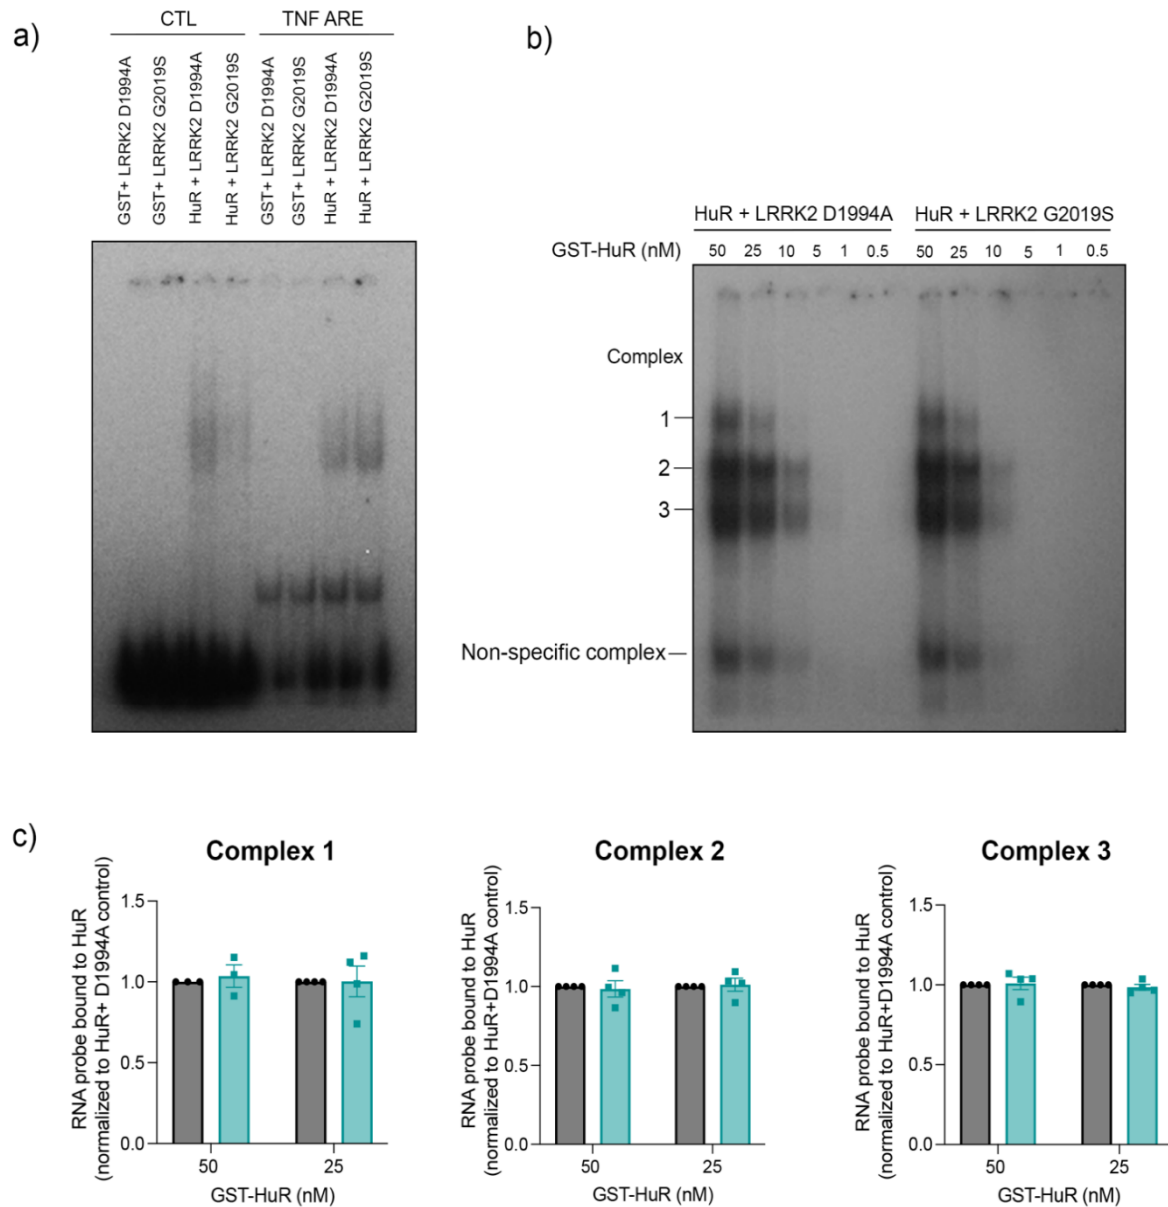 a)
CTL
TNF ARE
GST+ LRRK2 D1994A
GST+ LRRK2 G2019S
HuR + LRRK2 D1994A
HuR + LRRK2 G2019S
GST+ LRRK2 D1994A
GST+ LRRK2 G2019S
HuR + LRRK2 D1994A
HuR + LRRK2 G2019S
b)
HuR + LRRK2 D1994A
HuR + LRRK2 G2019S
GST-HuR (nM)
50 25 10 5 1 0.5
50 25 10 5 1 0.5
Complex
1
2
3
Non-specific complex
c)
Complex 1
RNA probe bound to HuR
(normalized to HuR+ D1994A control)
1.5
1.0
0.5
0.0
50 25
GST-HuR (nM)
Complex 2
RNA probe bound to HuR
(normalized to HuR+D1994A control)
1.5
1.0
0.5
0.0
50 25
GST-HuR (nM)
Complex 3
RNA probe bound to HuR
(normalized to HuR+D1994A control)
1.5
1.0
0.5
0.0
50 25
GST-HuR (nM)